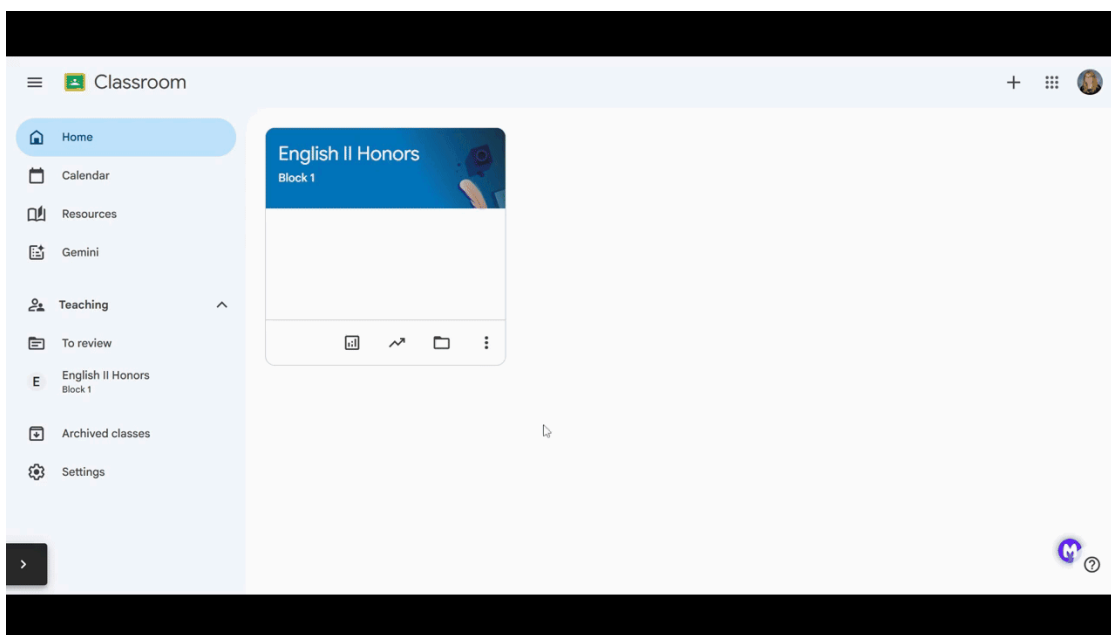 Classroom
Home
Calendar
Resources
Gemini
Teaching
To review
E
English II Honors
Block 1
Archived classes
Settings
English II Honors
Block 1